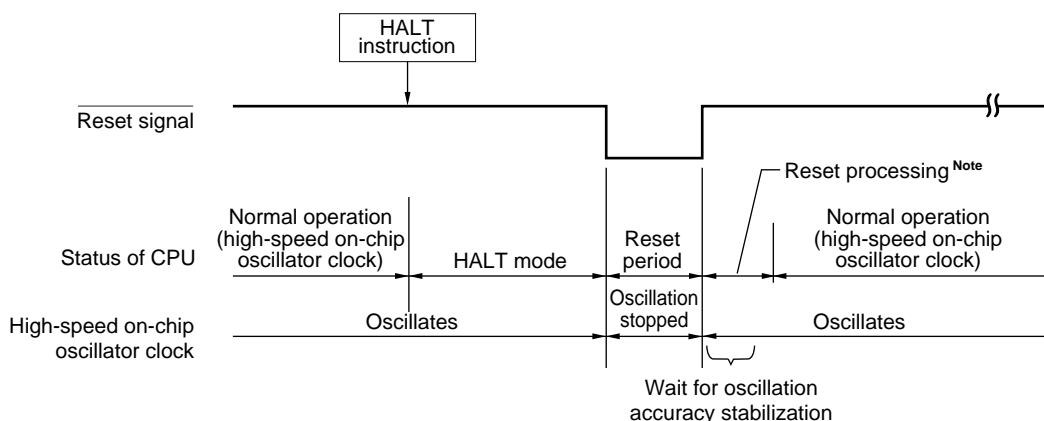 HALT
instruction
Reset signal
Reset processing Note
Normal operation
(high-speed on-chip
oscillator clock)
Reset
period
Normal operation
(high-speed on-chip
oscillator clock)
Status of CPU
HALT mode
High-speed on-chip
oscillator clock
Oscillates
Oscillation
stopped
Oscillates
Wait for oscillation
accuracy stabilization